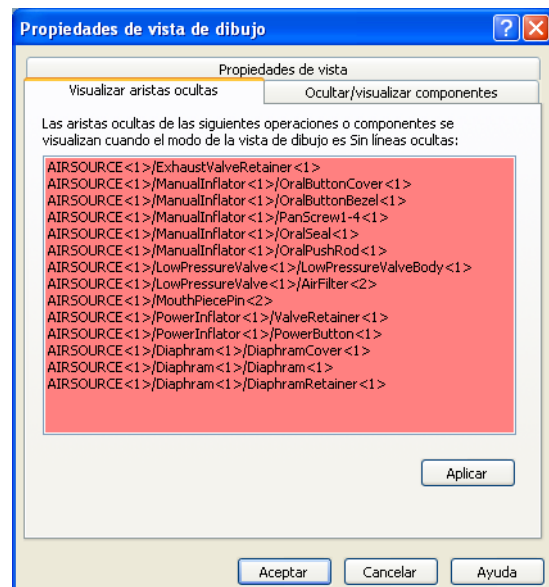 Propiedades de vista de dibujo
Propiedades de vista
Visualizar aristas ocultas
Ocultar/visualizar componentes
Las aristas ocultas de las siguientes operaciones o componentes se
visualizan cuando el modo de la vista de dibujo es Sin líneas ocultas:
AIRSOURCE<1>/ExhaustValveRetainer<1>
AIRSOURCE<1>/ManualInflator<1>/OralButtonCover<1>
AIRSOURCE<1>/ManualInflator<1>/OralButtonBezel<1>
AIRSOURCE<1>/ManualInflator<1>/PanScrew1-4<1>
AIRSOURCE<1>/ManualInflator<1>/OralSeal<1>
AIRSOURCE<1>/ManualInflator<1>/OralPushRod<1>
AIRSOURCE<1>/LowPressureValve<1>/LowPressureValveBody<1>
AIRSOURCE<1>/LowPressureValve<1>/AirFilter<2>
AIRSOURCE<1>/MouthPiecePin<2>
AIRSOURCE<1>/PowerInflator<1>/ValveRetainer<1>
AIRSOURCE<1>/PowerInflator<1>/PowerButton<1>
AIRSOURCE<1>/Diaphram<1>/DiaphramCover<1>
AIRSOURCE<1>/Diaphram<1>/Diaphram<1>
AIRSOURCE<1>/Diaphram<1>/DiaphramRetainer<1>
Aplicar
Aceptar
Cancelar
Ayuda